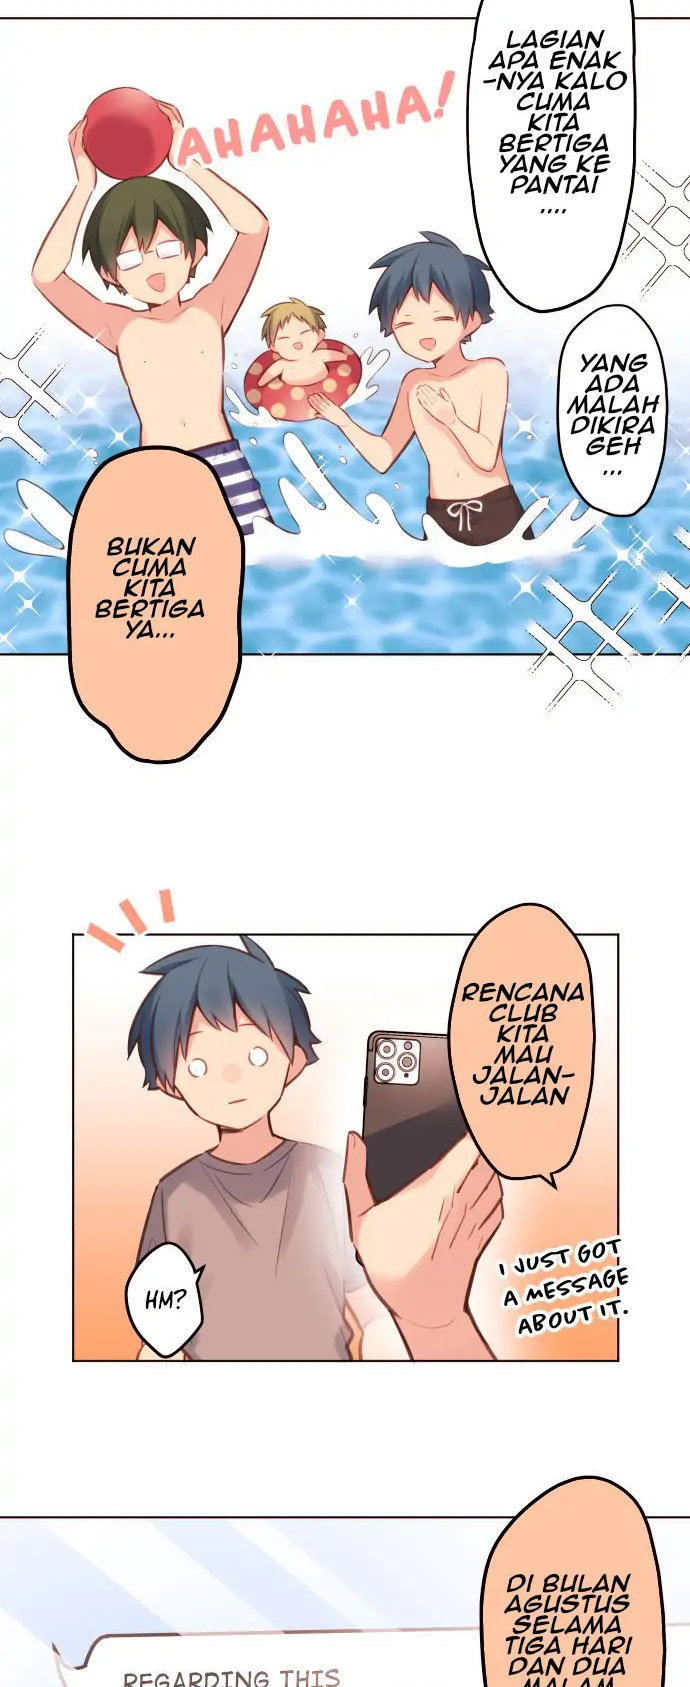 LAGIAN
APA ENAK
-NYA KALO
CUMA
KITA
BERTIGA
YANG KE
PANTAI
....
AHAHAHA!
YANG
ADA
MALAH
DIKIRA
GEH
...
BUKAN
CUMA
KITA
BERTIGA
YA...
RENCANA
CLUB
KITA
MAU
JALAN-
JALAN
I JUST GOT
A MESSAGE
ABOUT IT.
HM?
DI BULAN
AGUSTUS
SELAMA
TIGA HARI
DAN DUA
MALAM
REGARDING THIS